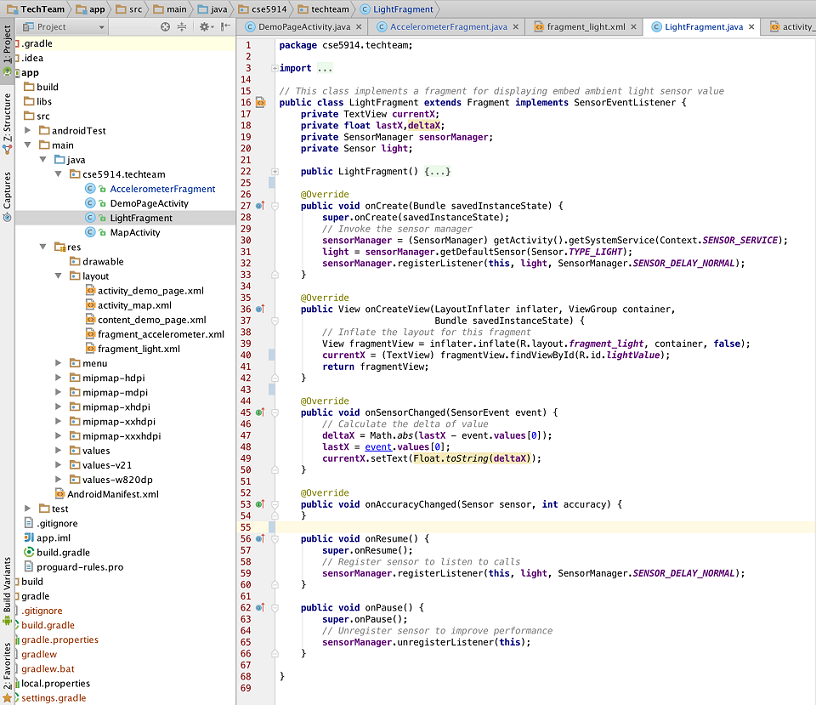 TechTeam app src main java cse5914 techteam LightFragment
Project
DemoPageActivity.java AccelerometerFragment.java fragment_light.xml LightFragment.java activity_
1: Project
Z: Structure
Captures
Build Variants
2: Favorites
.gradle
.idea
app
build
libs
src
androidTest
main
java
cse5914.techteam
AccelerometerFragment
DemoPageActivity
LightFragment
MapActivity
res
drawable
layout
activity_demo_page.xml
activity_map.xml
content_demo_page.xml
fragment_accelerometer.xml
fragment_light.xml
menu
mipmap-hdpi
mipmap-mdpi
mipmap-xhdpi
mipmap-xxhdpi
mipmap-xxxhdpi
values
values-v21
values-w820dp
AndroidManifest.xml
test
.gitignore
app.iml
build.gradle
proguard-rules.pro
build
gradle
.gitignore
build.gradle
gradle.properties
gradlew
gradlew.bat
local.properties
settings.gradle
1 package cse5914.techteam;
2
3 import ...
14
15 // This class implements a fragment for displaying embed ambient light sensor value
16 public class LightFragment extends Fragment implements SensorEventListener {
17 private TextView currentX;
18 private float lastX,deltaX;
19 private SensorManager sensorManager;
20 private Sensor light;
21
22 public LightFragment() {...}
25
26 @Override
27 public void onCreate(Bundle savedInstanceState) {
28 super.onCreate(savedInstanceState);
29 // Invoke the sensor manager
30 sensorManager = (SensorManager) getActivity().getSystemService(Context.SENSOR_SERVICE);
31 light = sensorManager.getDefaultSensor(Sensor.TYPE_LIGHT);
32 sensorManager.registerListener(this, light, SensorManager.SENSOR_DELAY_NORMAL);
33 }
34
35 @Override
36 public View onCreateView(LayoutInflater inflater, ViewGroup container,
37 Bundle savedInstanceState) {
38 // Inflate the layout for this fragment
39 View fragmentView = inflater.inflate(R.layout.fragment_light, container, false);
40 currentX = (TextView) fragmentView.findViewById(R.id.lightValue);
41 return fragmentView;
42 }
43
44 @Override
45 public void onSensorChanged(SensorEvent event) {
46 // Calculate the delta of value
47 deltaX = Math.abs(lastX - event.values[0]);
48 lastX = event.values[0];
49 currentX.setText(Float.toString(deltaX));
50 }
51
52 @Override
53 public void onAccuracyChanged(Sensor sensor, int accuracy) {
54 }
55
56 public void onResume() {
57 super.onResume();
58 // Register sensor to listen to calls
59 sensorManager.registerListener(this, light, SensorManager.SENSOR_DELAY_NORMAL);
60 }
61
62 public void onPause() {
63 super.onPause();
64 // Unregister sensor to improve performance
65 sensorManager.unregisterListener(this);
66 }
67
68 }
69